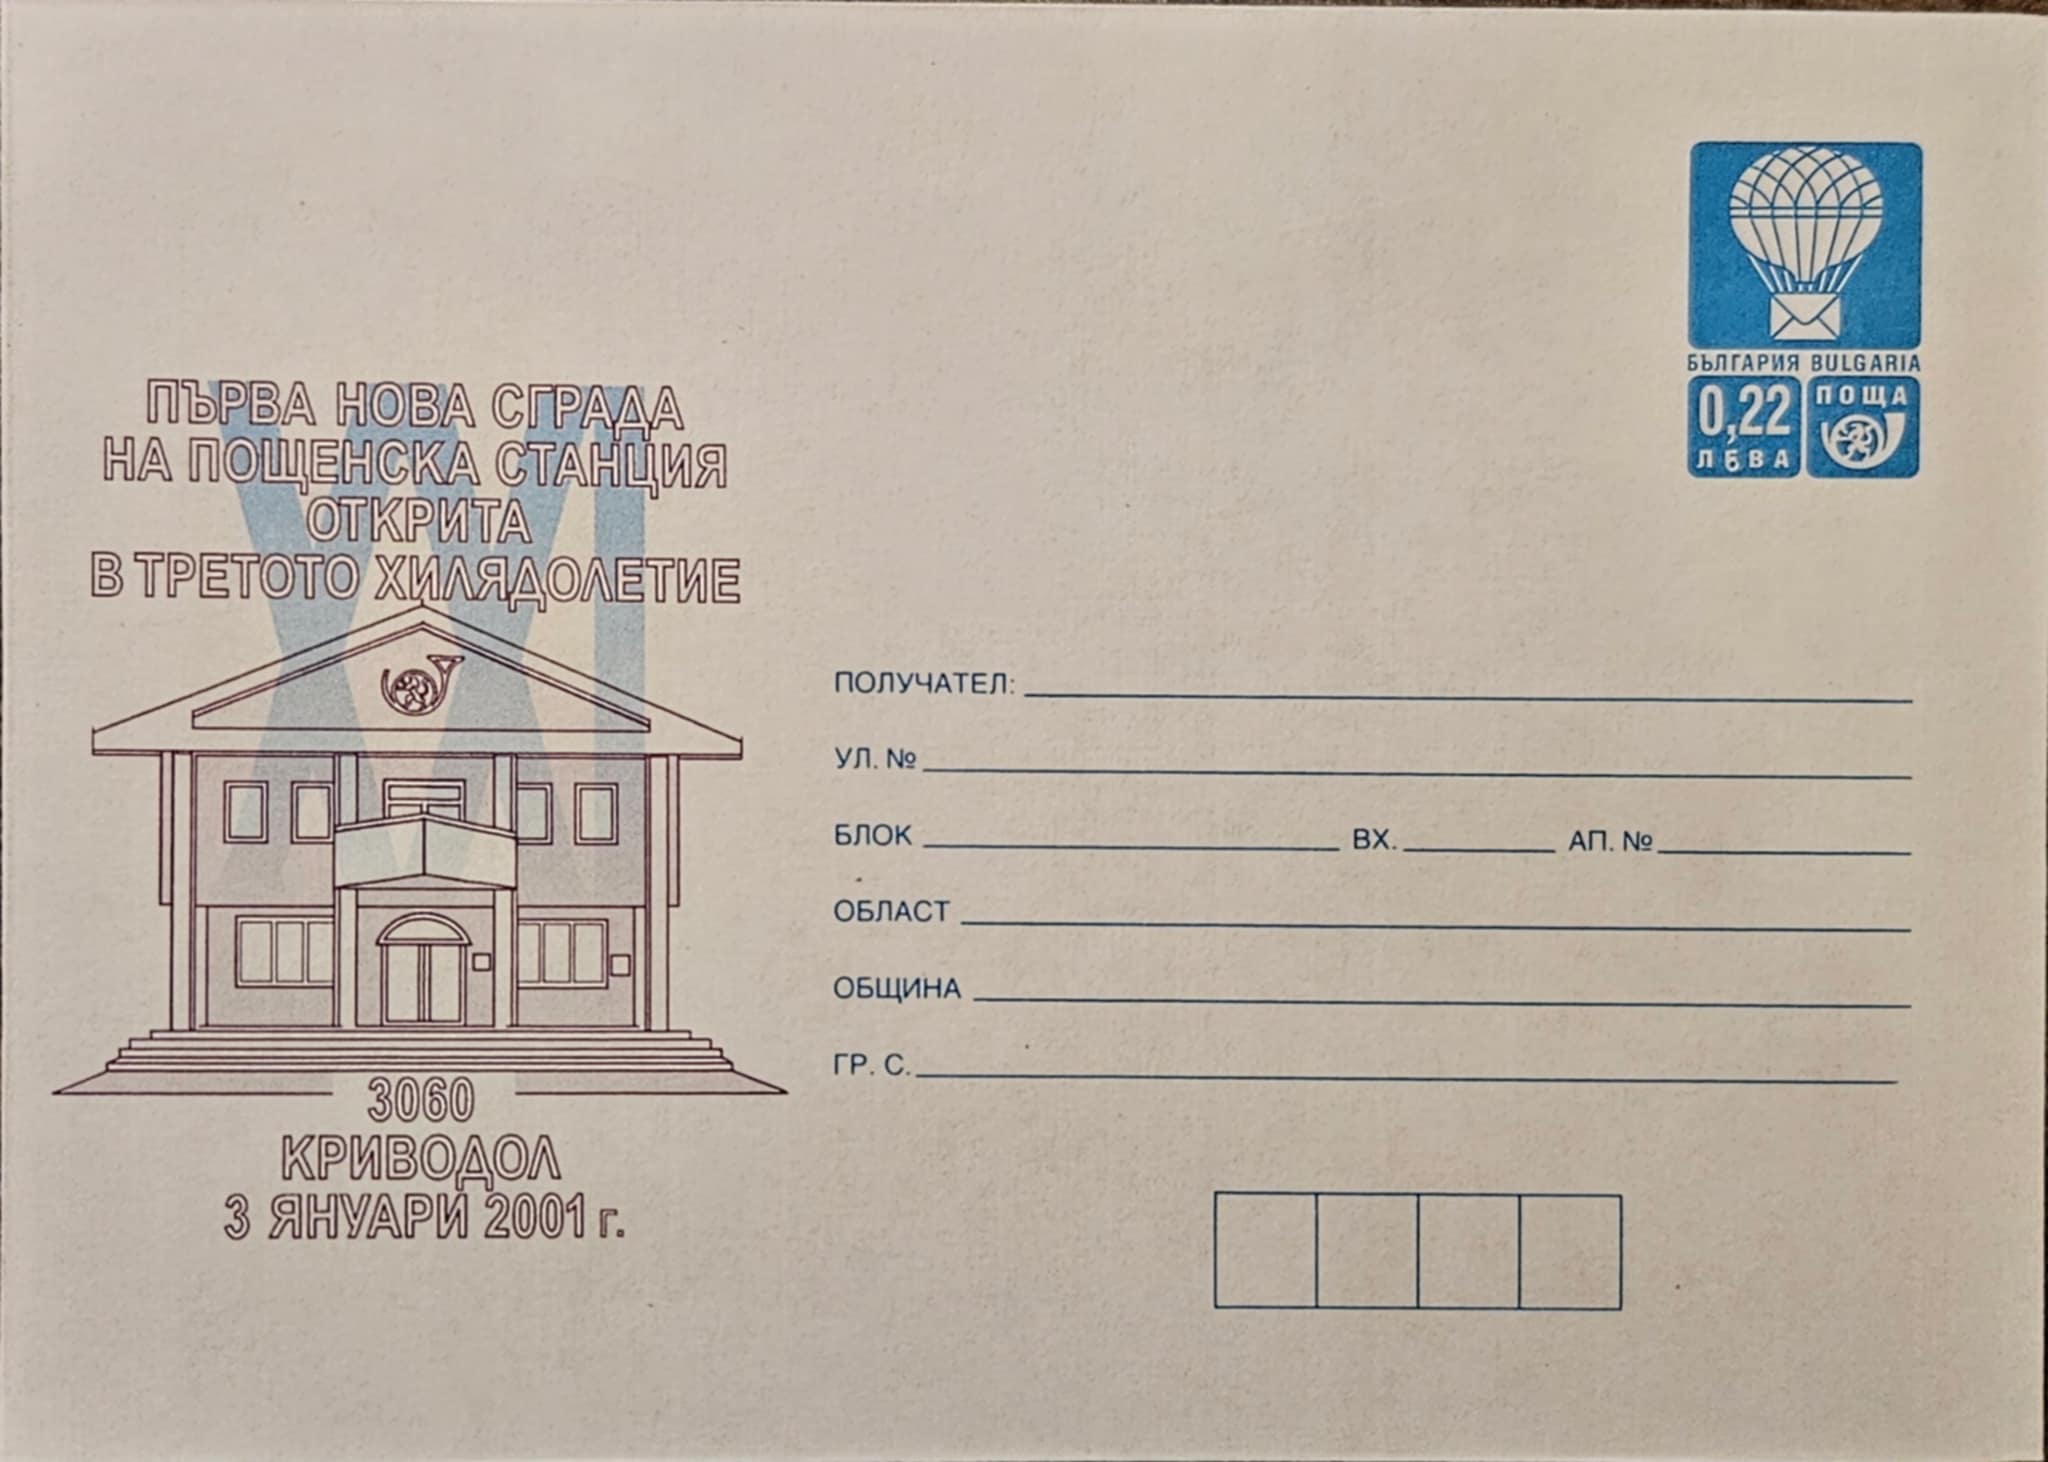 БЪЛГАРИЯ BULGARIA
0,22
ЛЕВА
ПОЩА
ПЪРВА НОВА СГРАДА
НА ПОЩЕНСКА СТАНЦИЯ
ОТКРИТА
В ТРЕТОТО ХИЛЯДОЛЕТИЕ
XXI
3060
КРИВОДОЛ
3 ЯНУАРИ 2001 г.
ПОЛУЧАТЕЛ:
УЛ. №
БЛОК ВХ. АП. №
ОБЛАСТ
ОБЩИНА
ГР. С.